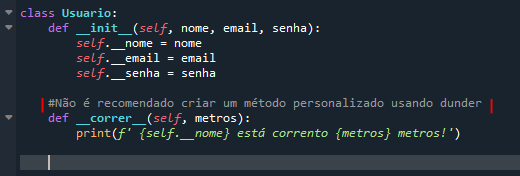 class Usuario:
    def __init__(self, nome, email, senha):
        self.__nome = nome
        self.__email = email
        self.__senha = senha

    #Não é recomendado criar um método personalizado usando dunder
    def __correr__(self, metros):
        print(f' {self.__nome} está corrento {metros} metros!')